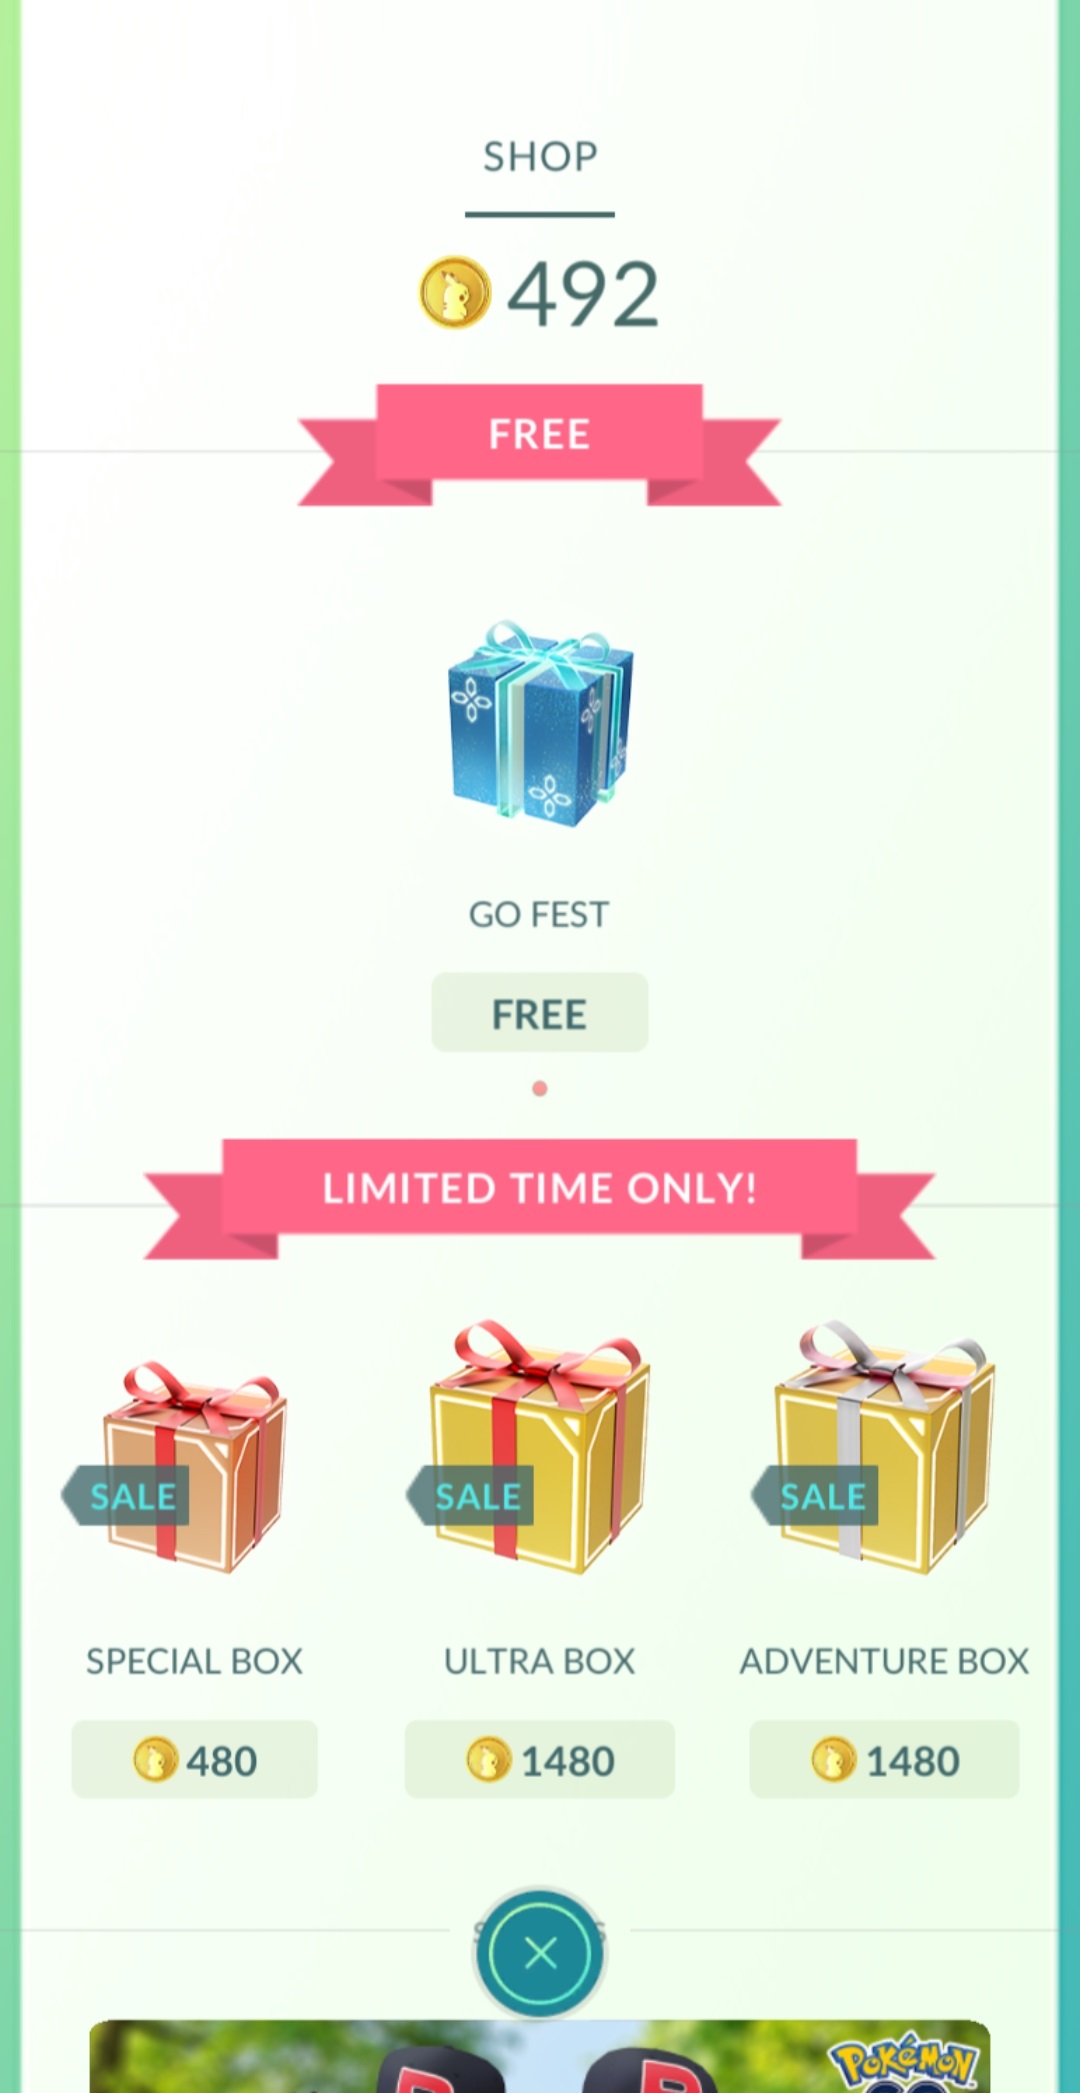 SHOP
492
FREE
GO FEST
FREE
LIMITED TIME ONLY!
SALE SALE SALE
SPECIAL BOX ULTRA BOX ADVENTURE BOX
480 1480 1480
R R
POKéMON